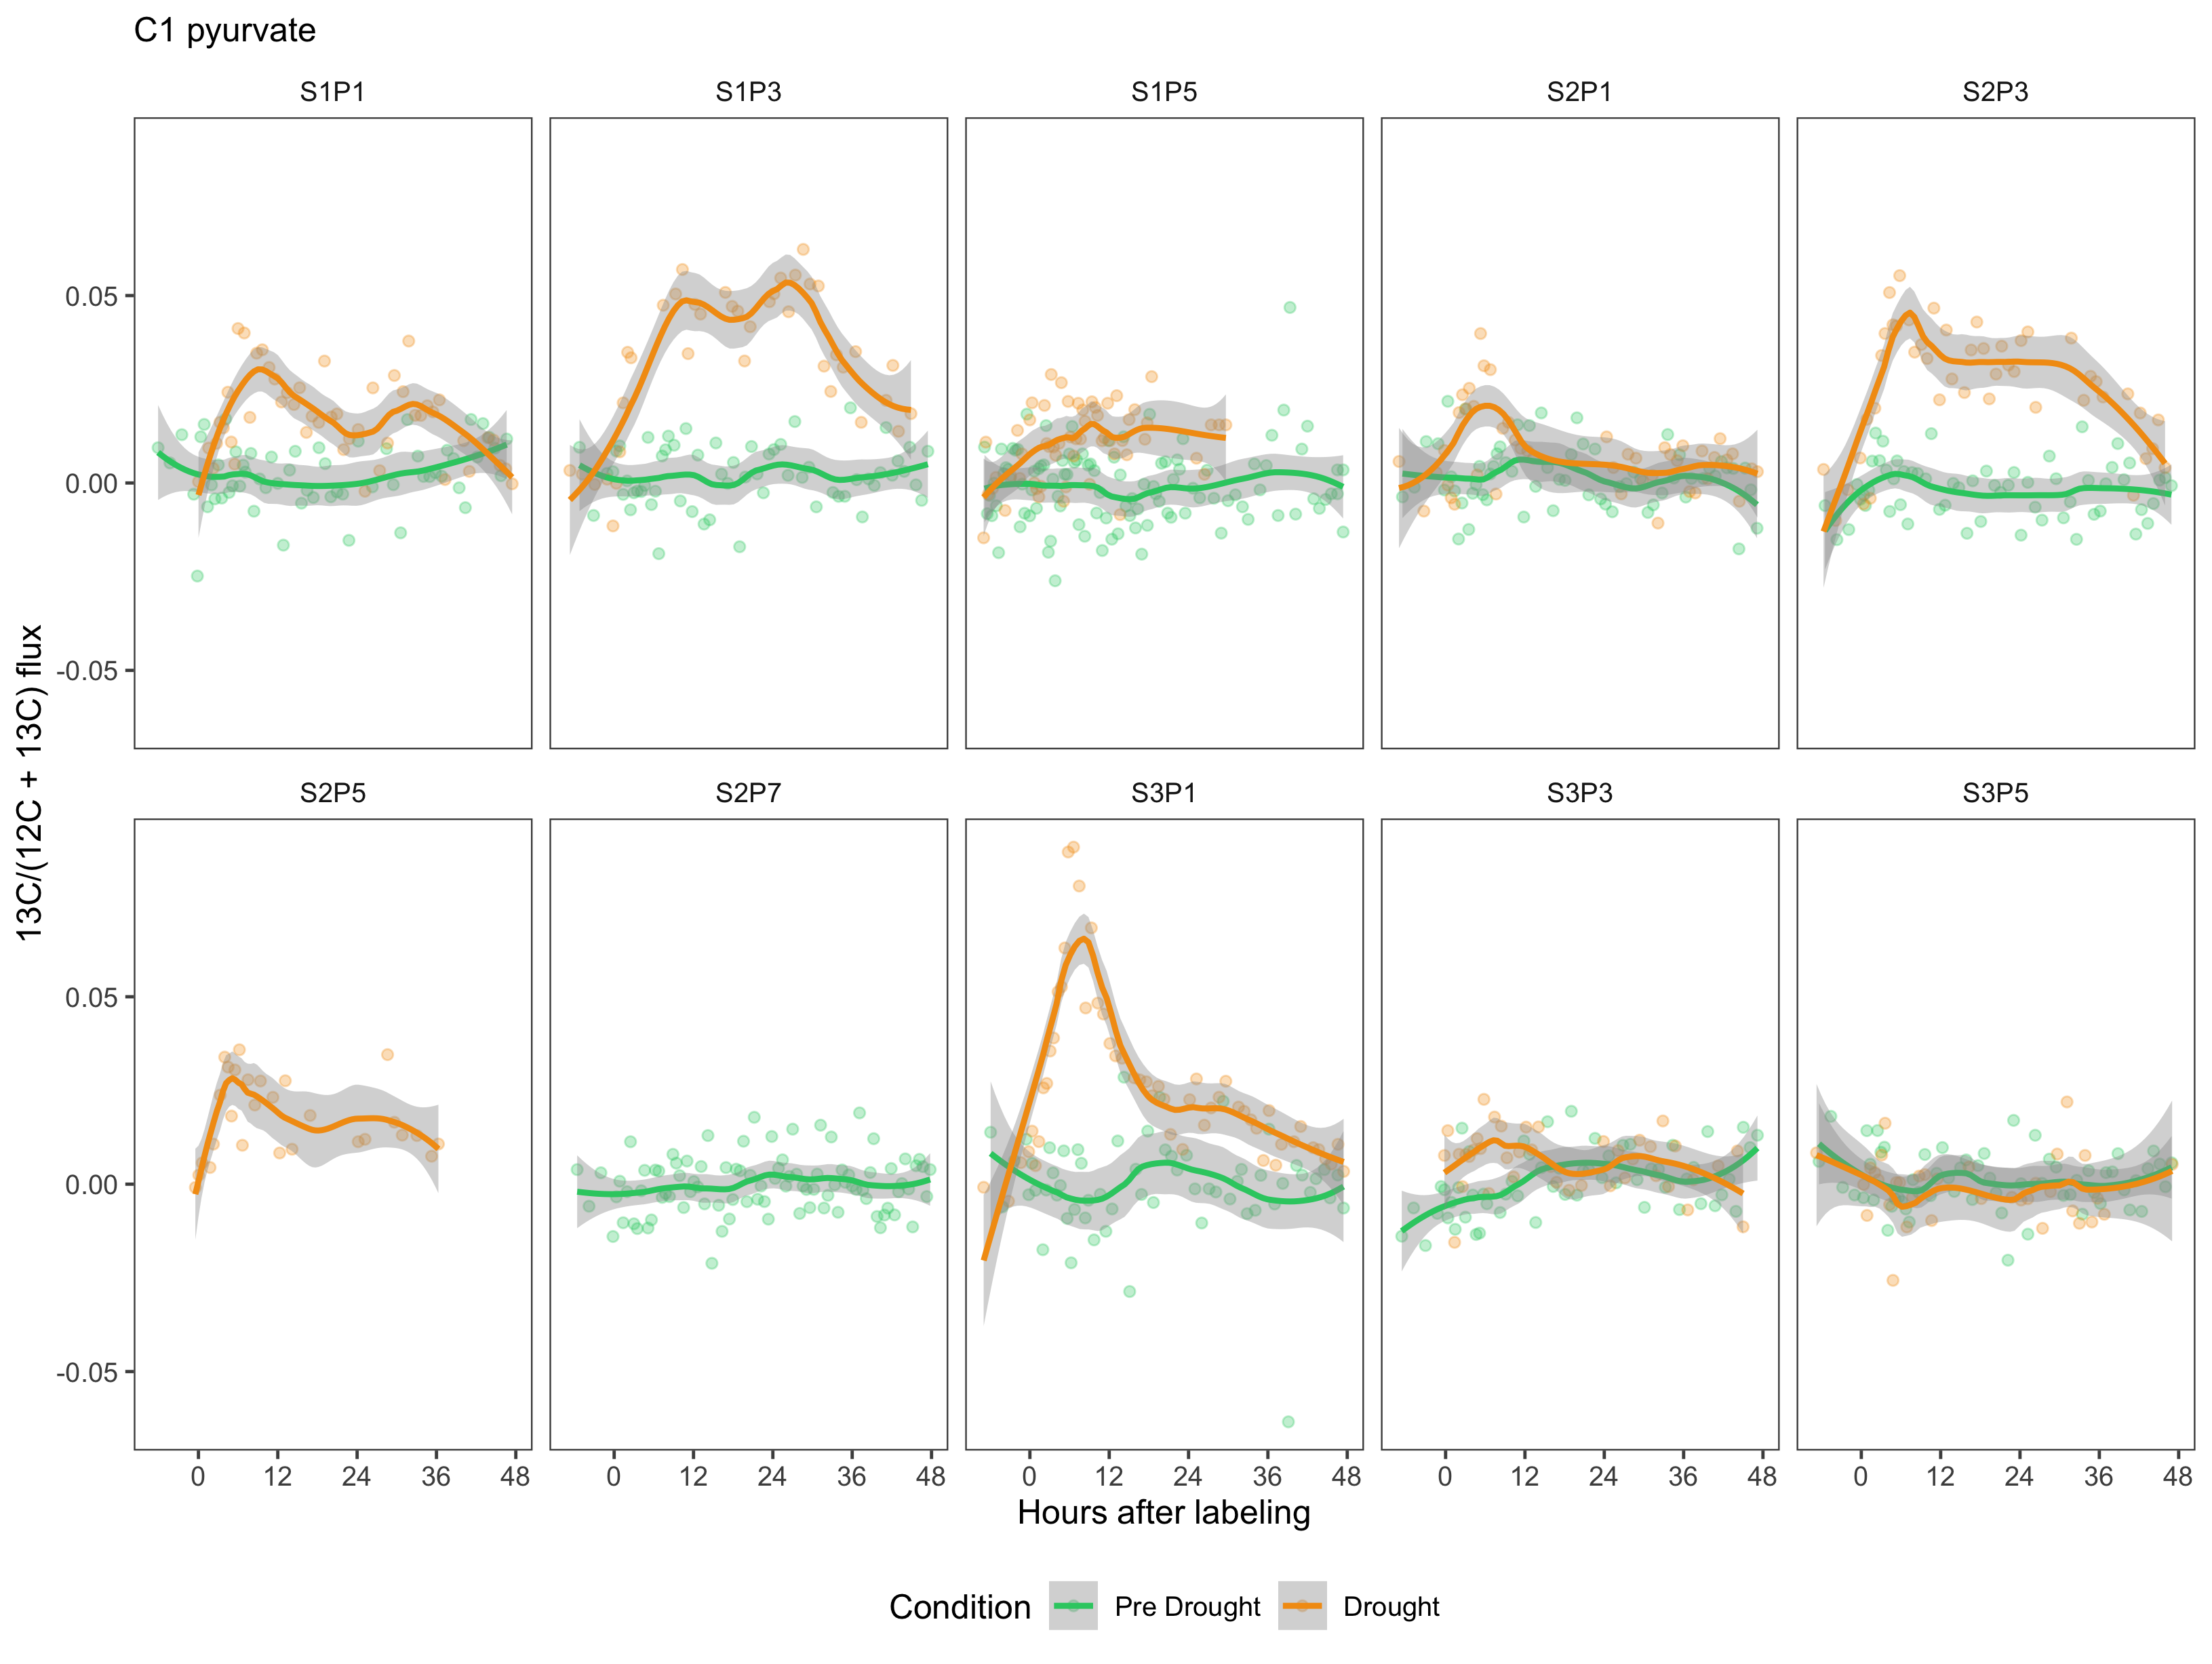 C1 pyurvate
S1P1 S1P3 S1P5 S2P1 S2P3
0.05
0.00
-0.05
13C/(12C + 13C) flux
S2P5 S2P7 S3P1 S3P3 S3P5
0.05
0.00
-0.05
0 12 24 36 48 0 12 24 36 48 0 12 24 36 48 0 12 24 36 48 0 12 24 36 48
Hours after labeling
Condition Pre Drought Drought